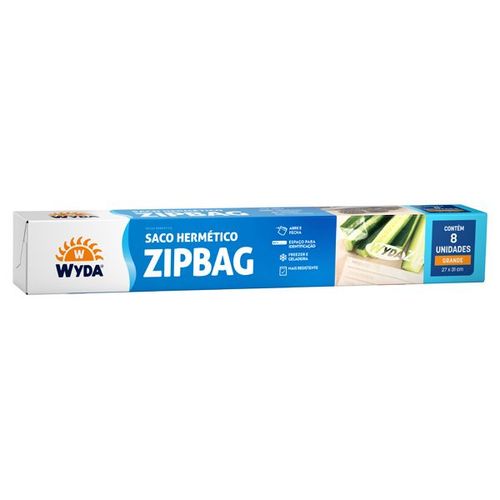 W
WYDA
SACO HERMÉTICO
ZIPBAG
ABRE E
FECHA
ESPAÇO PARA
IDENTIFICAÇÃO
FREEZER E
GELADEIRA
MAIS RESISTENTE
WYDA
CONTÉM
8
UNIDADES
GRANDE
27 x 31 cm